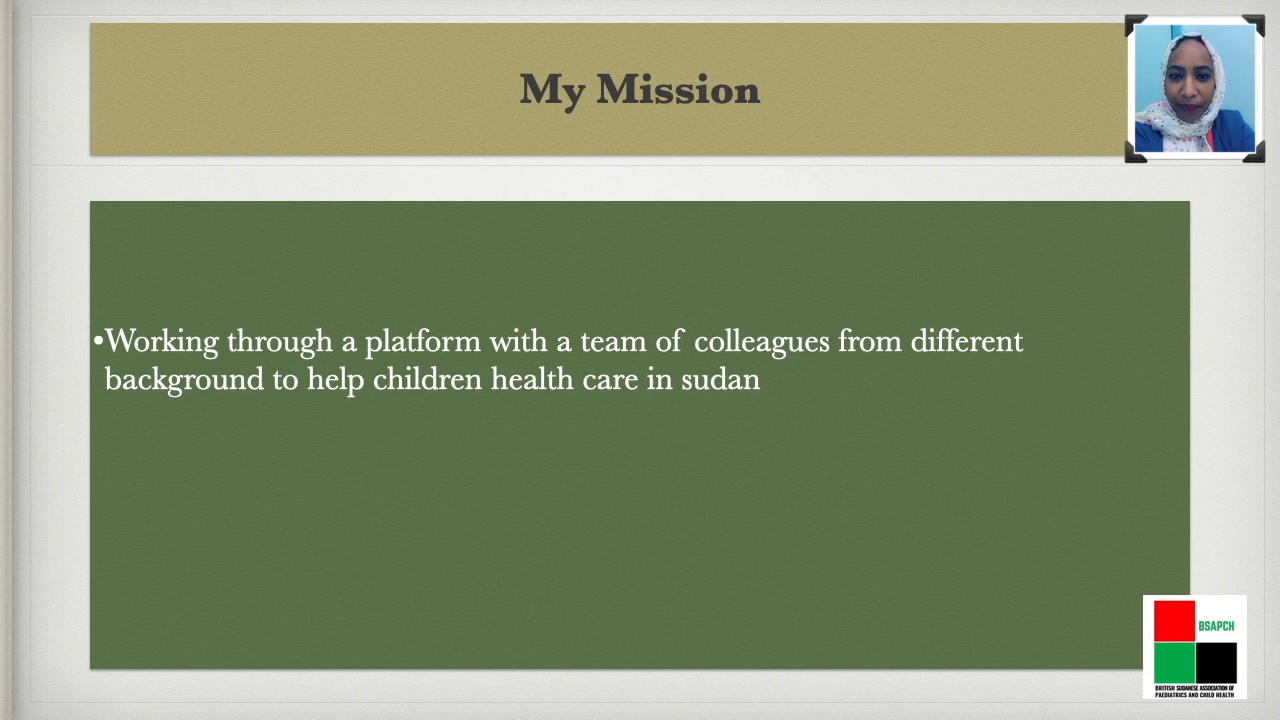 My Mission
•Working through a platform with a team of colleagues from different
background to help children health care in sudan
BSAPCH
BRITISH SUDANESE ASSOCIATION OF
PAEDIATRICS AND CHILD HEALTH